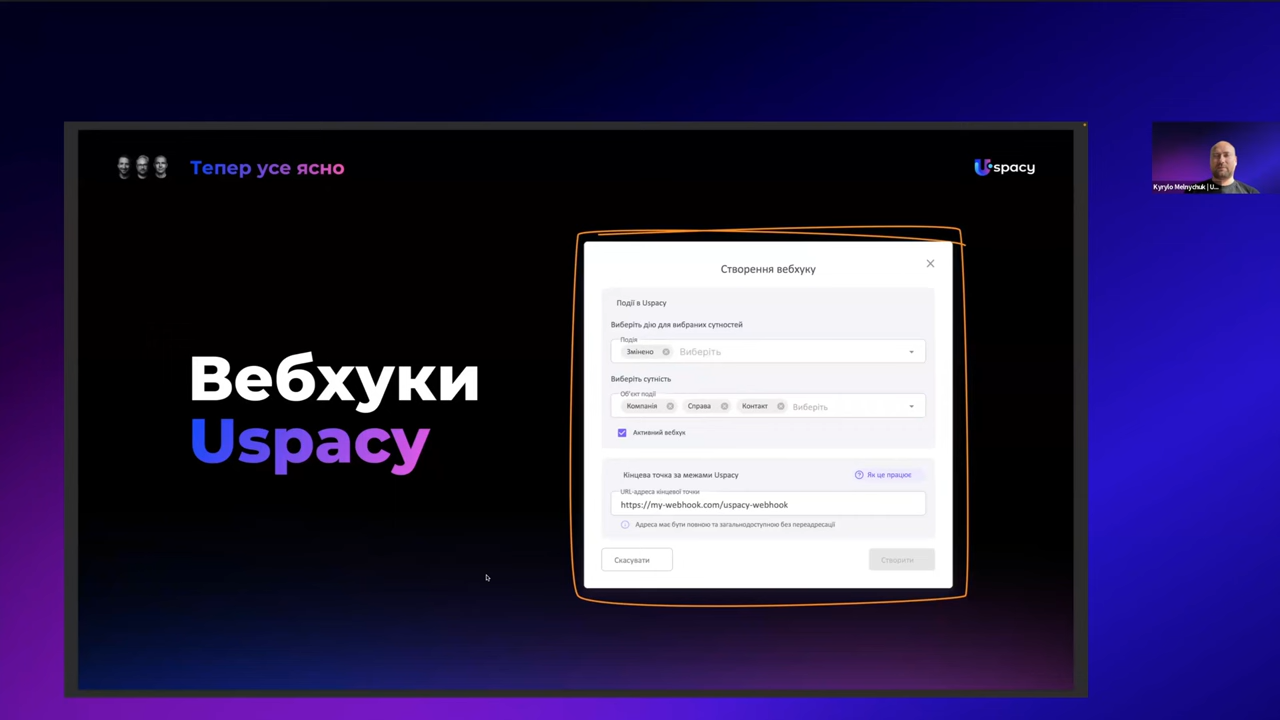 Тепер усе ясно
Uspacy
Вебхуки
Uspacy
Створення вебхуку
Події в Uspacy
Виберіть дію для вибраних сутностей
Подія
Змінено Виберіть
Виберіть сутність
Об'єкт події
Компанія Справа Контакт Виберіть
Активний вебхук
Кінцева точка за межами Uspacy Як це працює
URL-адреса кінцевої точки
https://my-webhook.com/uspacy-webhook
Адреса має бути повною та загальнодоступною без переадресації
Скасувати Створити
Kyrylo Melnychuk | U...